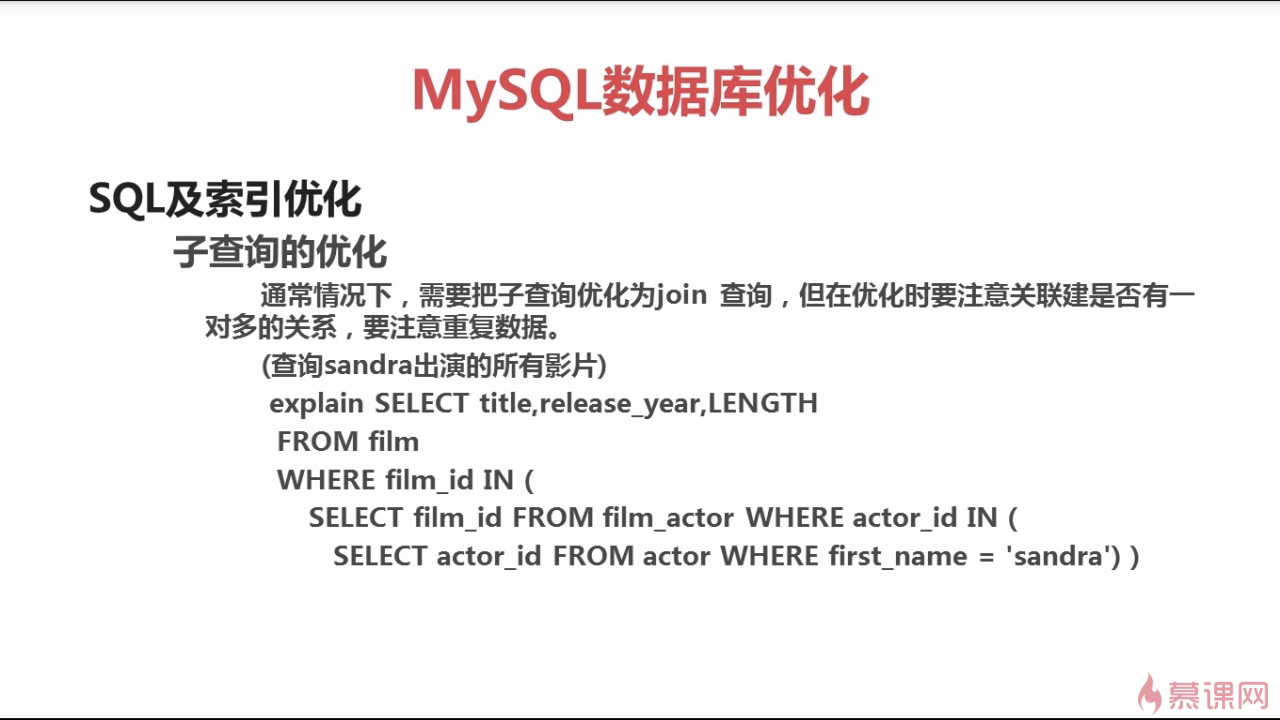 MySQL数据库优化
SQL及索引优化
子查询的优化
通常情况下，需要把子查询优化为join 查询，但在优化时要注意关联建是否有一
对多的关系，要注意重复数据。
(查询sandra出演的所有影片)
explain SELECT title,release_year,LENGTH
FROM film
WHERE film_id IN (
SELECT film_id FROM film_actor WHERE actor_id IN (
SELECT actor_id FROM actor WHERE first_name = 'sandra') )
慕课网